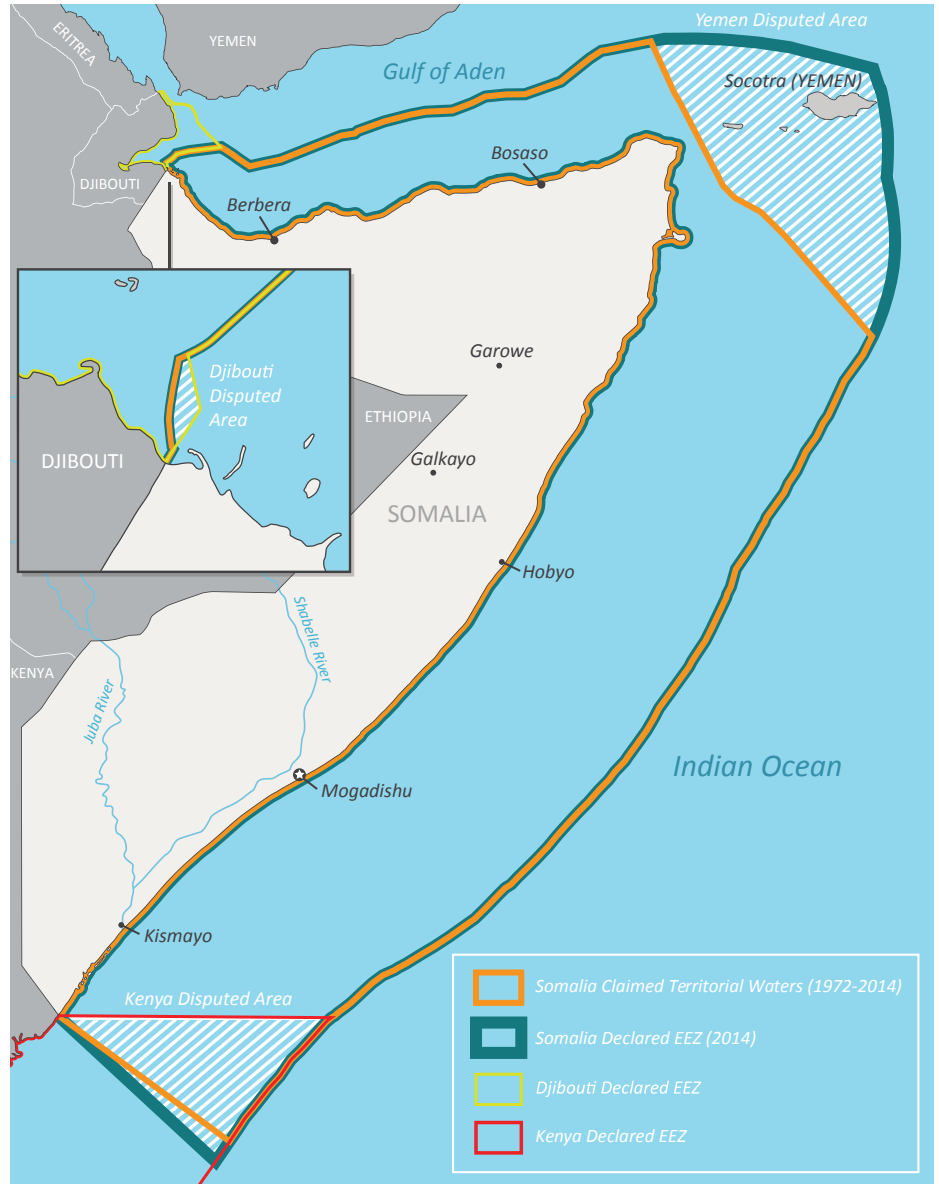 Yemen Disputed Area
ERITREA
YEMEN
Gulf of Aden
Socotra (YEMEN)
DJIBOUTI
Bosaso
Berbera
Garowe
Djibouti
Disputed
Area
ETHIOPIA
DJIBOUTI
Galkayo
SOMALIA
Hobyo
Shabelle River
KENYA
Juba River
Indian Ocean
Mogadishu
Kismayo
Kenya Disputed Area
Somalia Claimed Territorial Waters (1972-2014)
Somalia Declared EEZ (2014)
Djibouti Declared EEZ
Kenya Declared EEZ